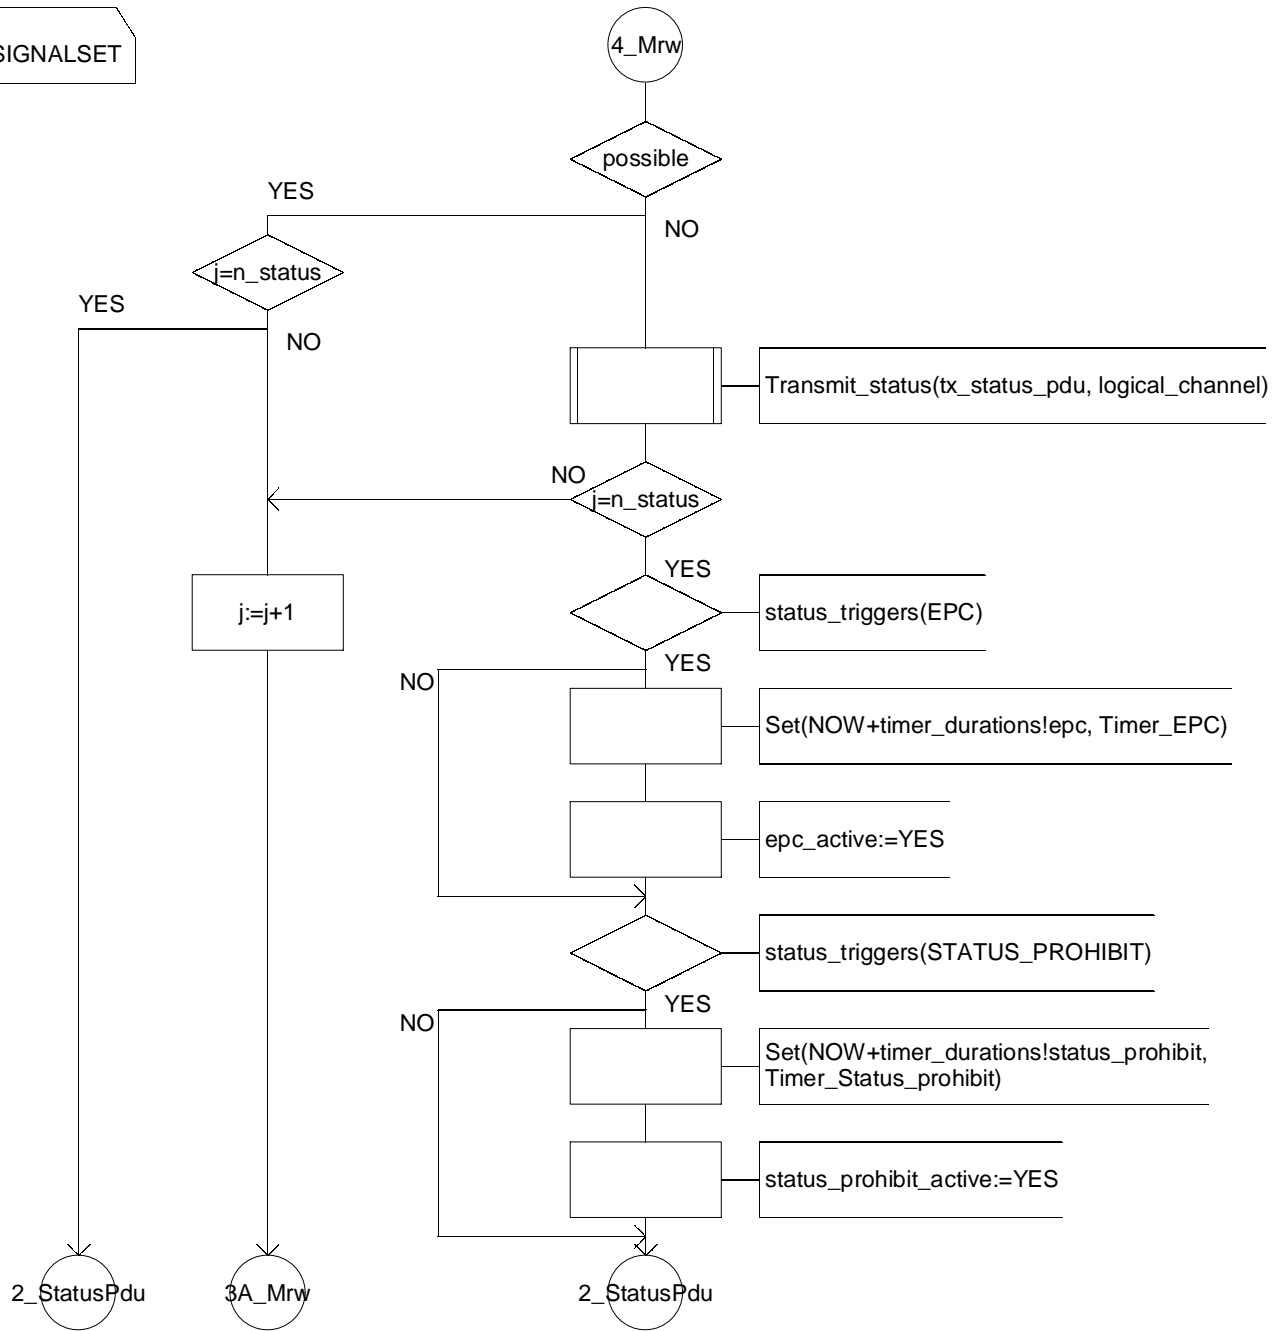 SIGNALSET
4_Mrw
possible
YES
NO
j=n_status
YES
NO
Transmit_status(tx_status_pdu, logical_channel)
NO
j=n_status
YES
j:=j+1
status_triggers(EPC)
YES
NO
Set(NOW+timer_durations!epc, Timer_EPC)
epc_active:=YES
status_triggers(STATUS_PROHIBIT)
YES
NO
Set(NOW+timer_durations!status_prohibit,
Timer_Status_prohibit)
status_prohibit_active:=YES
2_StatusPdu
3A_Mrw
2_StatusPdu